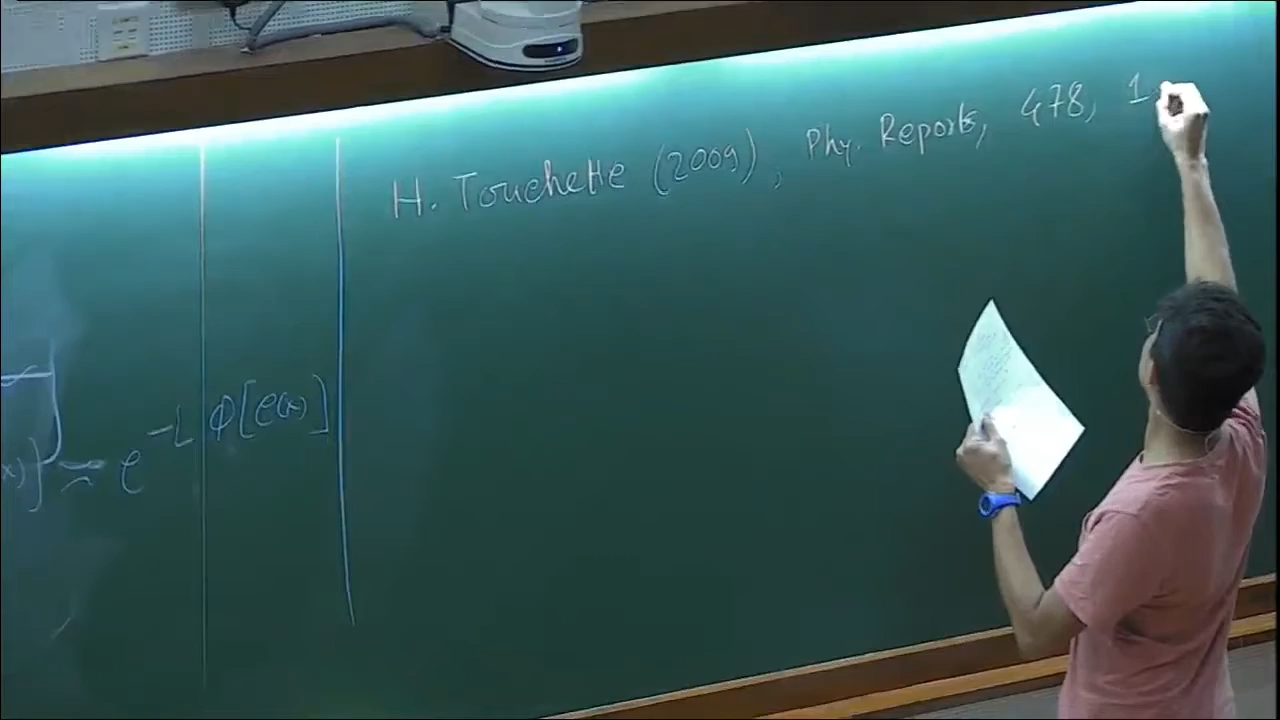 H. Touchette (2009), Phy. Reports, 478, 1
x)} ≍ e^{-L Φ[ρ(x)]}